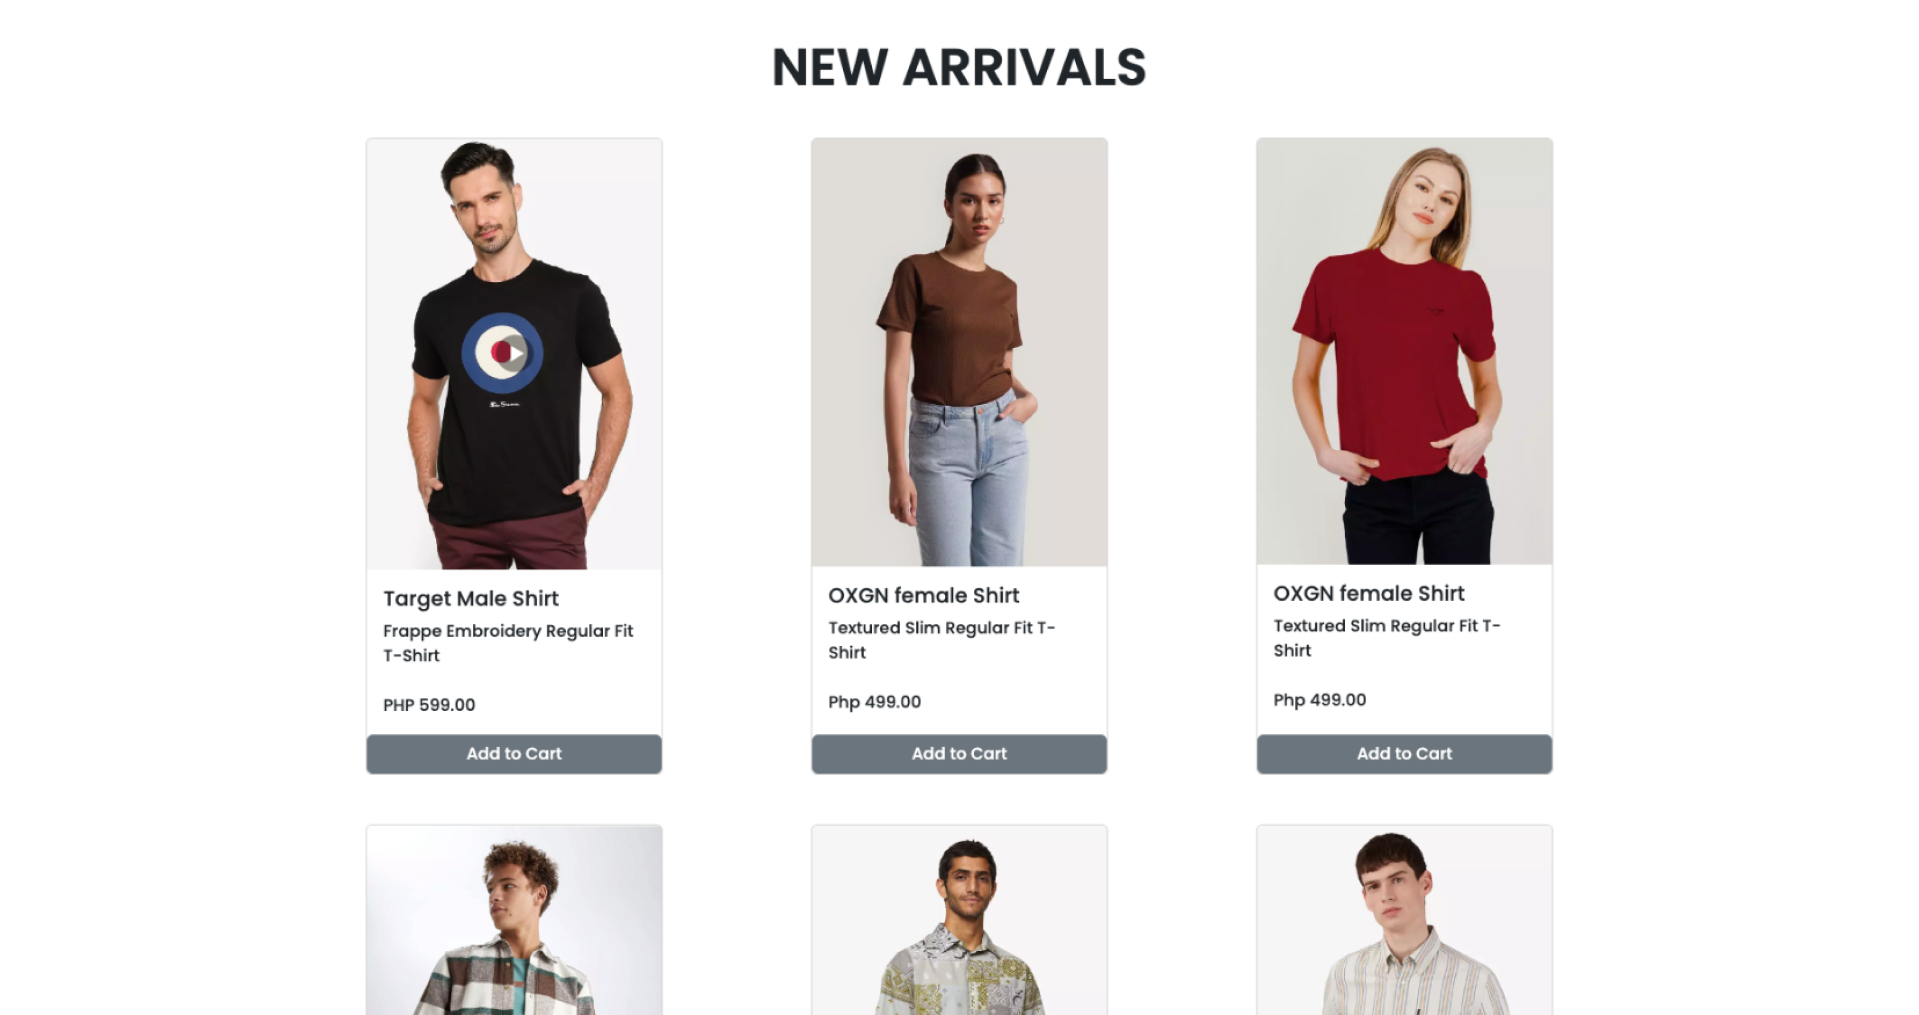 NEW ARRIVALS
Target Male Shirt
Frappe Embroidery Regular Fit
T-Shirt
PHP 599.00
Add to Cart
OXGN female Shirt
Textured Slim Regular Fit T-
Shirt
Php 499.00
Add to Cart
OXGN female Shirt
Textured Slim Regular Fit T-
Shirt
Php 499.00
Add to Cart